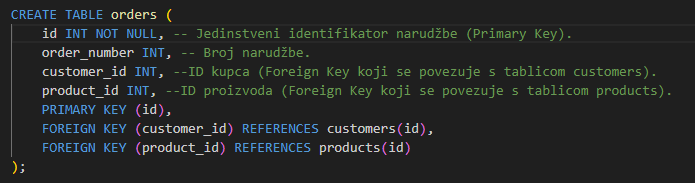 CREATE TABLE orders (
    id INT NOT NULL, -- Jedinstveni identifikator narudžbe (Primary Key).
    order_number INT, -- Broj narudžbe.
    customer_id INT, --ID kupca (Foreign Key koji se povezuje s tablicom customers).
    product_id INT, --ID proizvoda (Foreign Key koji se povezuje s tablicom products).
    PRIMARY KEY (id),
    FOREIGN KEY (customer_id) REFERENCES customers(id),
    FOREIGN KEY (product_id) REFERENCES products(id)
);